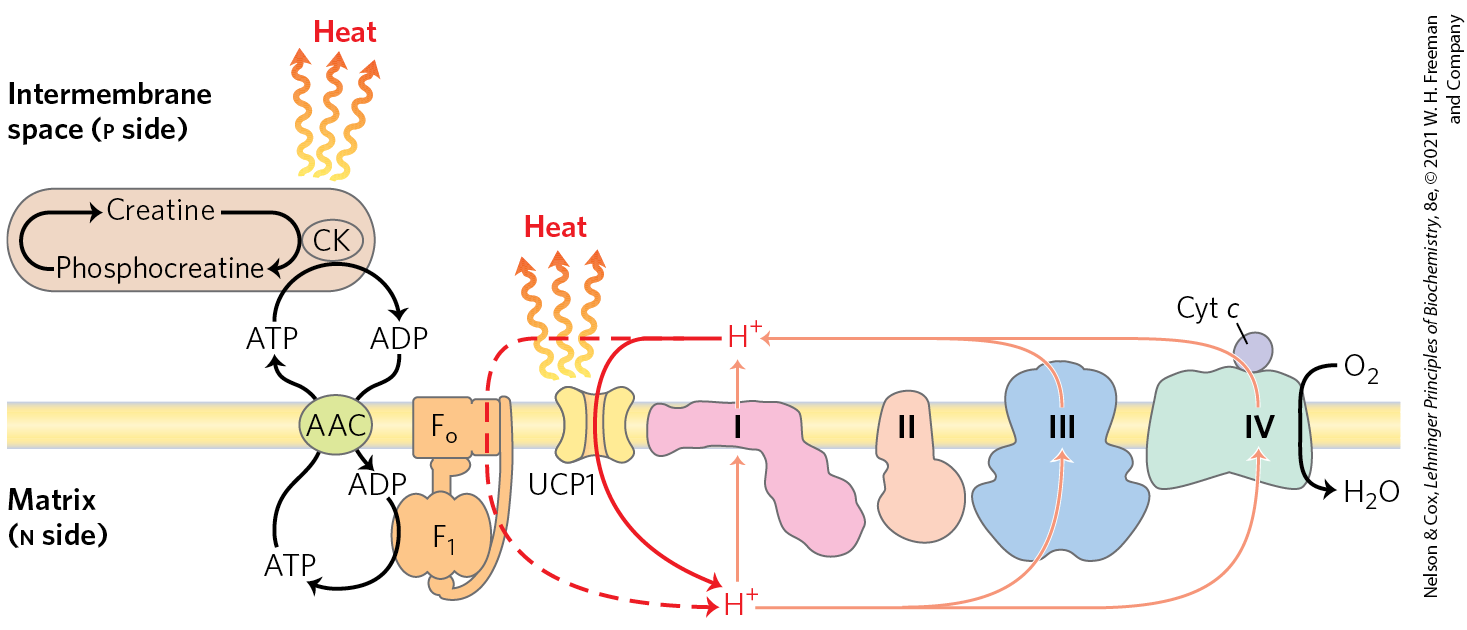 Heat
Intermembrane
space (P side)
Creatine
CK
Phosphocreatine
Heat
ATP
ADP
H+
Cyt c
O2
AAC
Fo
I
II
III
IV
ADP
UCP1
H2O
Matrix
(N side)
F1
ATP
H+
Nelson & Cox, Lehninger Principles of Biochemistry, 8e, © 2021 W. H. Freeman
and Company